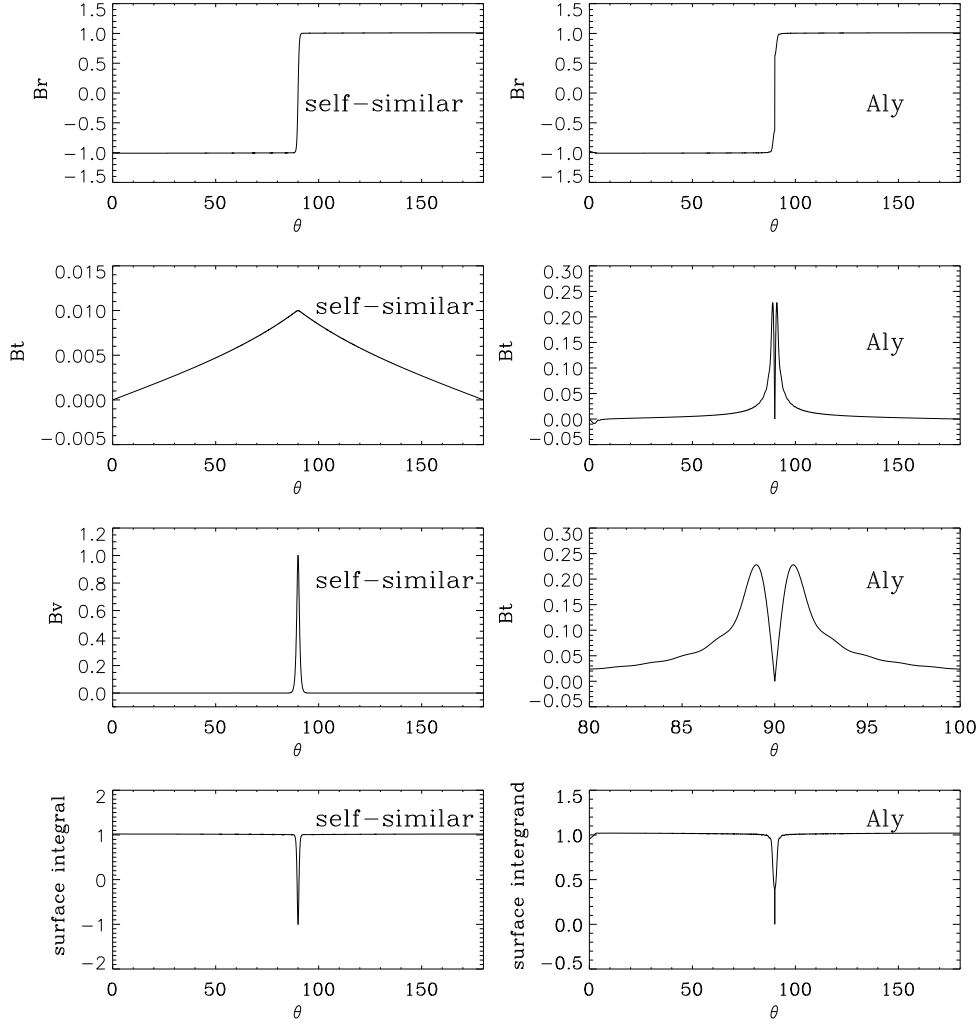 1.5
1.0
0.5
0.0
−0.5
−1.0
−1.5
Br
self−similar
0 50 100 150
θ
1.5
1.0
0.5
0.0
−0.5
−1.0
−1.5
Br
Aly
0 50 100 150
θ
0.015
0.010
0.005
0.000
−0.005
Bt
self−similar
0 50 100 150
θ
0.30
0.25
0.20
0.15
0.10
0.05
0.00
−0.05
Bt
Aly
0 50 100 150
θ
1.2
1.0
0.8
0.6
0.4
0.2
0.0
Bv
self−similar
0 50 100 150
θ
0.30
0.25
0.20
0.15
0.10
0.05
0.00
−0.05
Bt
Aly
80 85 90 95 100
θ
2
1
0
−1
−2
surface integral
self−similar
0 50 100 150
θ
1.5
1.0
0.5
0.0
−0.5
surface intergrand
Aly
0 50 100 150
θ